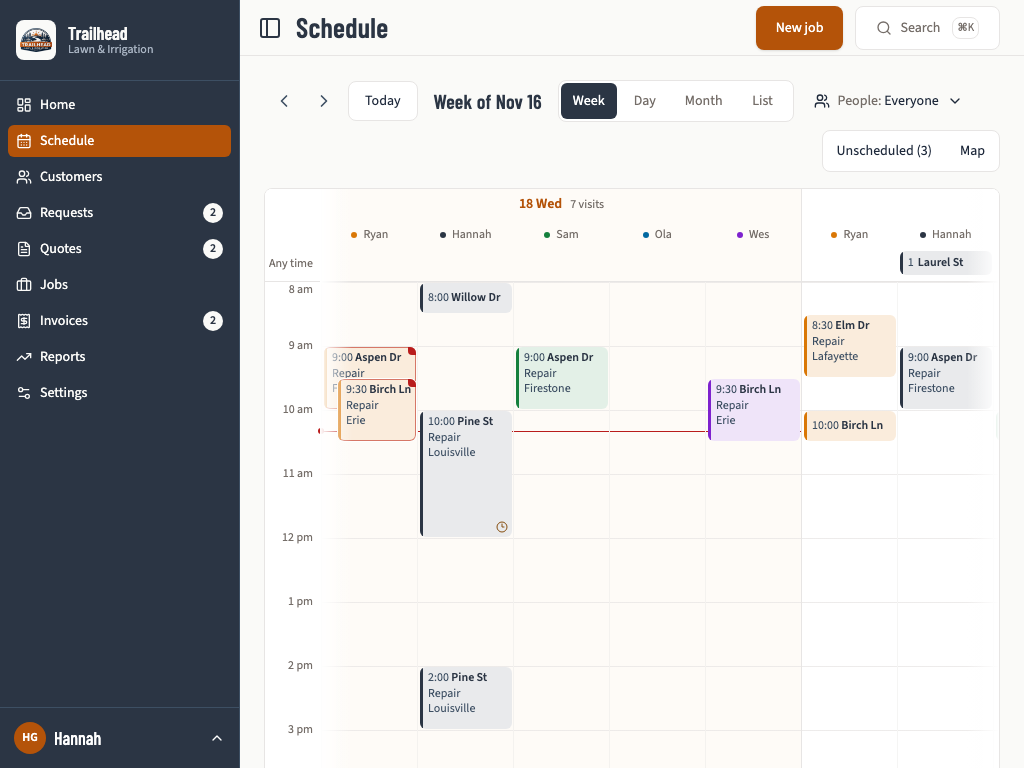 TRAILHEAD
Trailhead
Lawn & Irrigation
Home
Schedule
Customers
Requests 2
Quotes 2
Jobs
Invoices 2
Reports
Settings
HG Hannah
Schedule
New job
Search ⌘K
Today
Week of Nov 16
Week Day Month List
People: Everyone
Unscheduled (3) Map
18 Wed 7 visits
Ryan Hannah Sam Ola Wes Ryan Hannah
Any time
1 Laurel St
8 am
8:00 Willow Dr
8:30 Elm Dr
Repair
Lafayette
9 am
9:00 Aspen Dr
Repair
F
9:30 Birch Ln
Repair
Erie
9:00 Aspen Dr
Repair
Firestone
9:30 Birch Ln
Repair
Erie
9:00 Aspen Dr
Repair
Firestone
10 am
10:00 Pine St
Repair
Louisville
10:00 Birch Ln
11 am
12 pm
1 pm
2 pm
2:00 Pine St
Repair
Louisville
3 pm